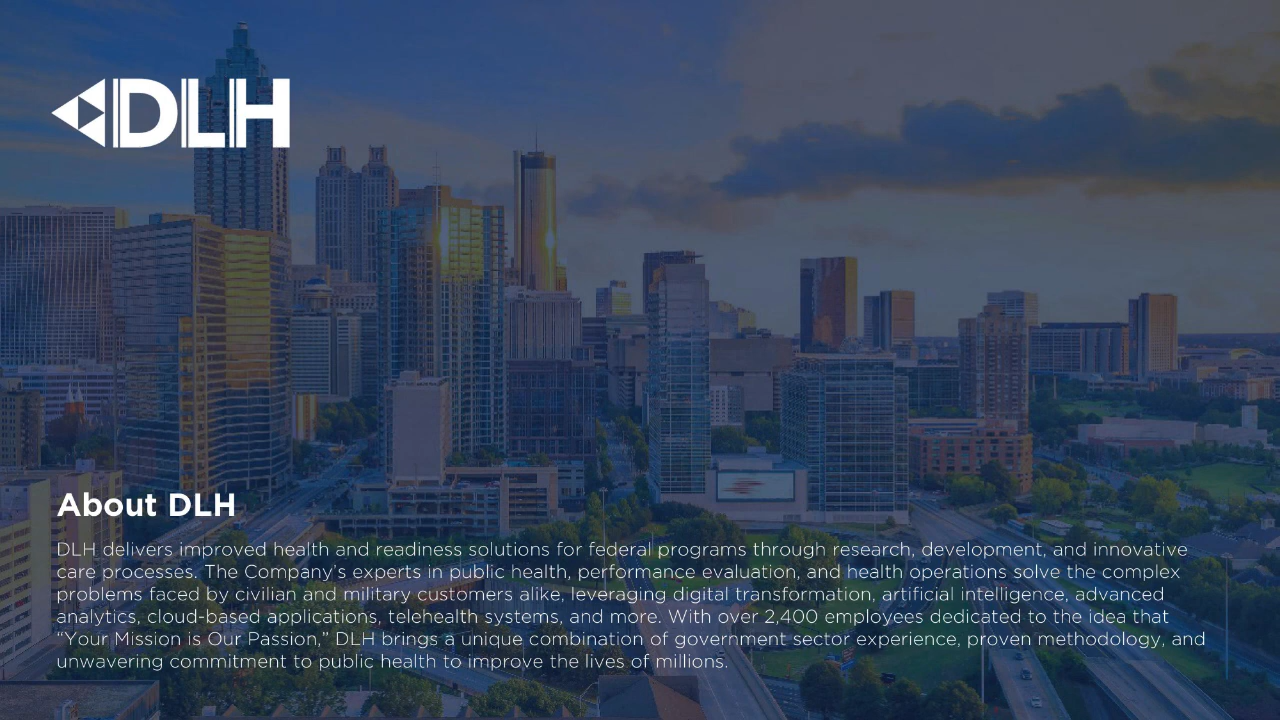 DLH
About DLH
DLH delivers improved health and readiness solutions for federal programs through research, development, and innovative
care processes. The Company’s experts in public health, performance evaluation, and health operations solve the complex
problems faced by civilian and military customers alike, leveraging digital transformation, artificial intelligence, advanced
analytics, cloud-based applications, telehealth systems, and more. With over 2,400 employees dedicated to the idea that
“Your Mission is Our Passion,” DLH brings a unique combination of government sector experience, proven methodology, and
unwavering commitment to public health to improve the lives of millions.